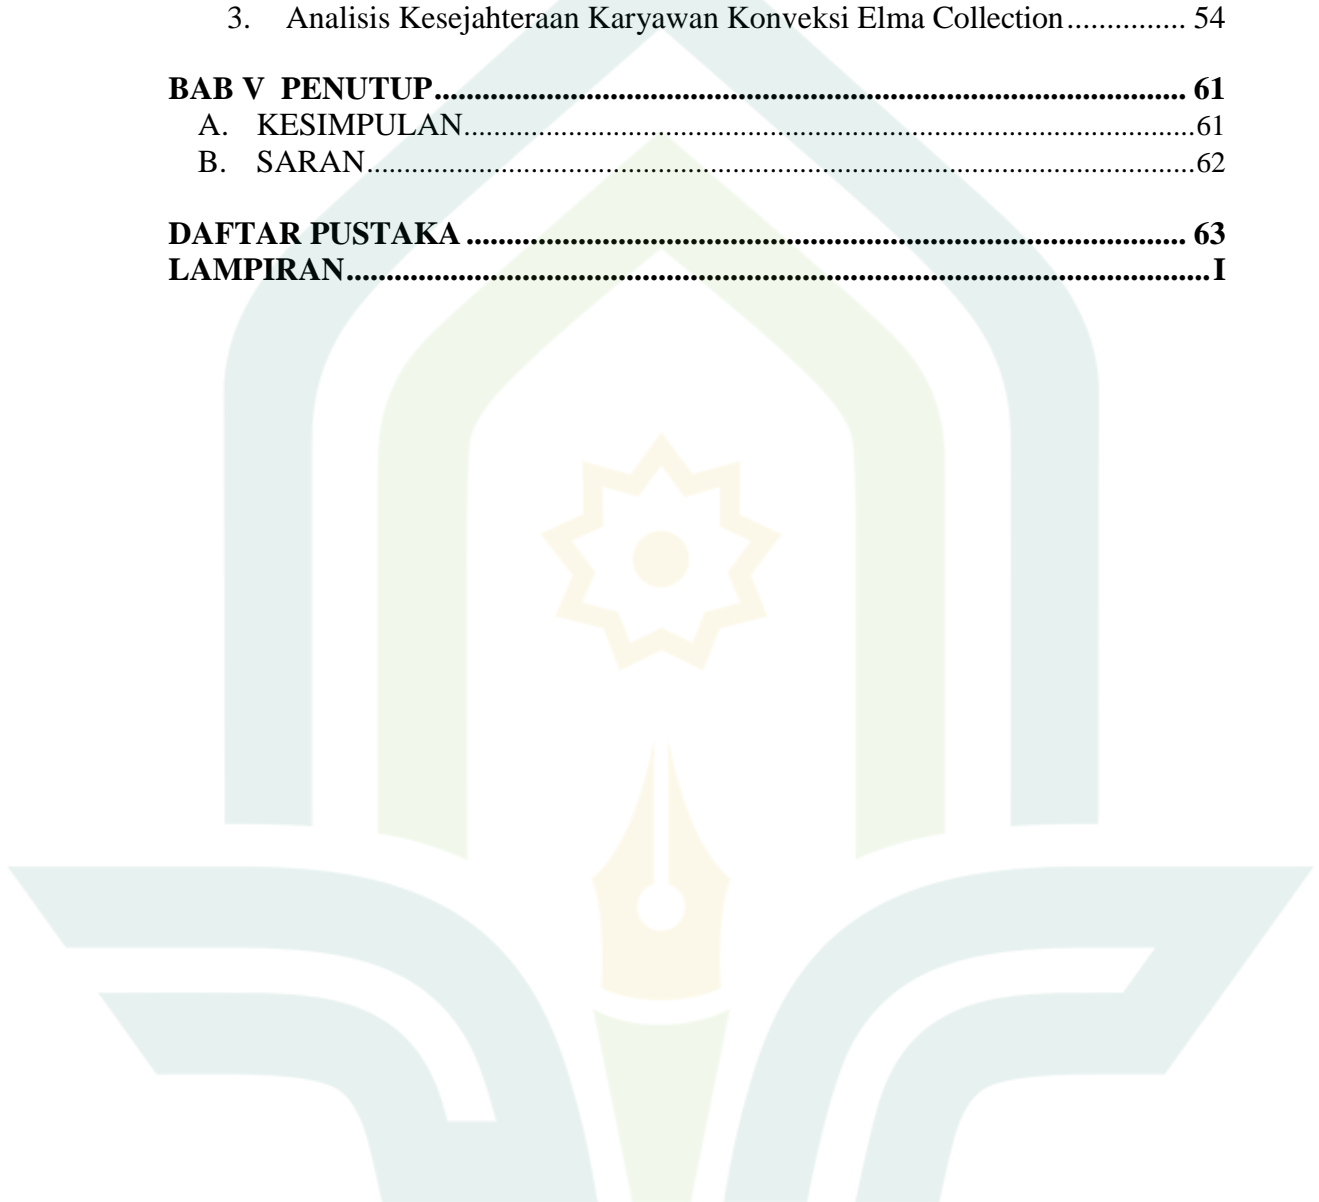 3. Analisis Kesejahteraan Karyawan Konveksi Elma Collection............... 54
BAB V PENUTUP.............................................................................................. 61
A. KESIMPULAN............................................................................................61
B. SARAN........................................................................................................62
DAFTAR PUSTAKA .......................................................................................... 63
LAMPIRAN............................................................................................................I